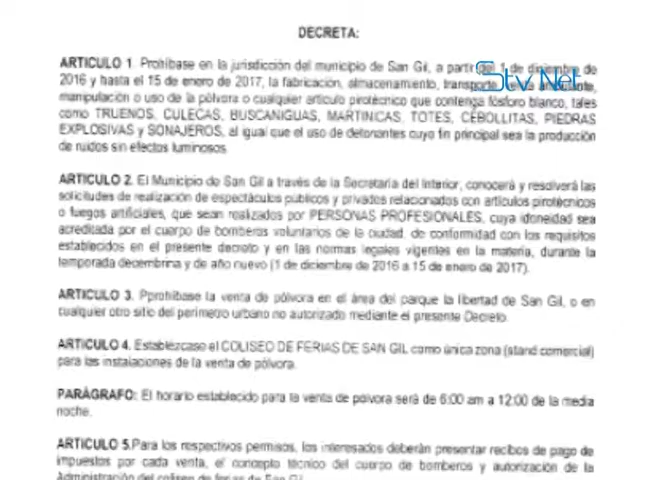 DECRETA:
ARTICULO 1. Prohíbase en la jurisdicción del municipio de San Gil, a partir del 1 de diciembre de
2016 y hasta el 15 de enero de 2017, la fabricación, almacenamiento, transporte, venta ambulante,
manipulación o uso de la pólvora o cualquier artículo pirotécnico que contenga fósforo blanco, tales
como TRUENOS, CULECAS, BUSCANIGUAS, MARTINICAS, TOTES, CEBOLLITAS, PIEDRAS
EXPLOSIVAS y SONAJEROS, al igual que el uso de detonantes cuyo fin principal sea la producción
de ruidos sin efectos luminosos.
Stv Net
ARTICULO 2. El Municipio de San Gil a través de la Secretaria del Interior, conocerá y resolverá las
solicitudes de realización de espectáculos públicos y privados relacionados con artículos pirotécnicos
o fuegos artificiales, que sean realizados por PERSONAS PROFESIONALES, cuya idoneidad sea
acreditada por el cuerpo de bomberos voluntarios de la ciudad, de conformidad con los requisitos
establecidos en el presente decreto y en las normas legales vigentes en la materia, durante la
temporada decembrina y de año nuevo (1 de diciembre de 2016 a 15 de enero de 2017).
ARTICULO 3. Pprohíbase la venta de pólvora en el área del parque la libertad de San Gil, o en
cualquier otro sitio del perímetro urbano no autorizado mediante el presente Decreto.
ARTICULO 4. Establézcase el COLISEO DE FERIAS DE SAN GIL como única zona (stand comercial)
para las instalaciones de la venta de pólvora.
PARÁGRAFO: El horario establecido para la venta de pólvora será de 6:00 am a 12:00 de la media
noche.
ARTICULO 5.Para los respectivos permisos, los interesados deberán presentar recibos de pago de
impuestos por cada venta, el concepto técnico del cuerpo de bomberos y autorización de la
Administración del coliseo de ferias de San Gil